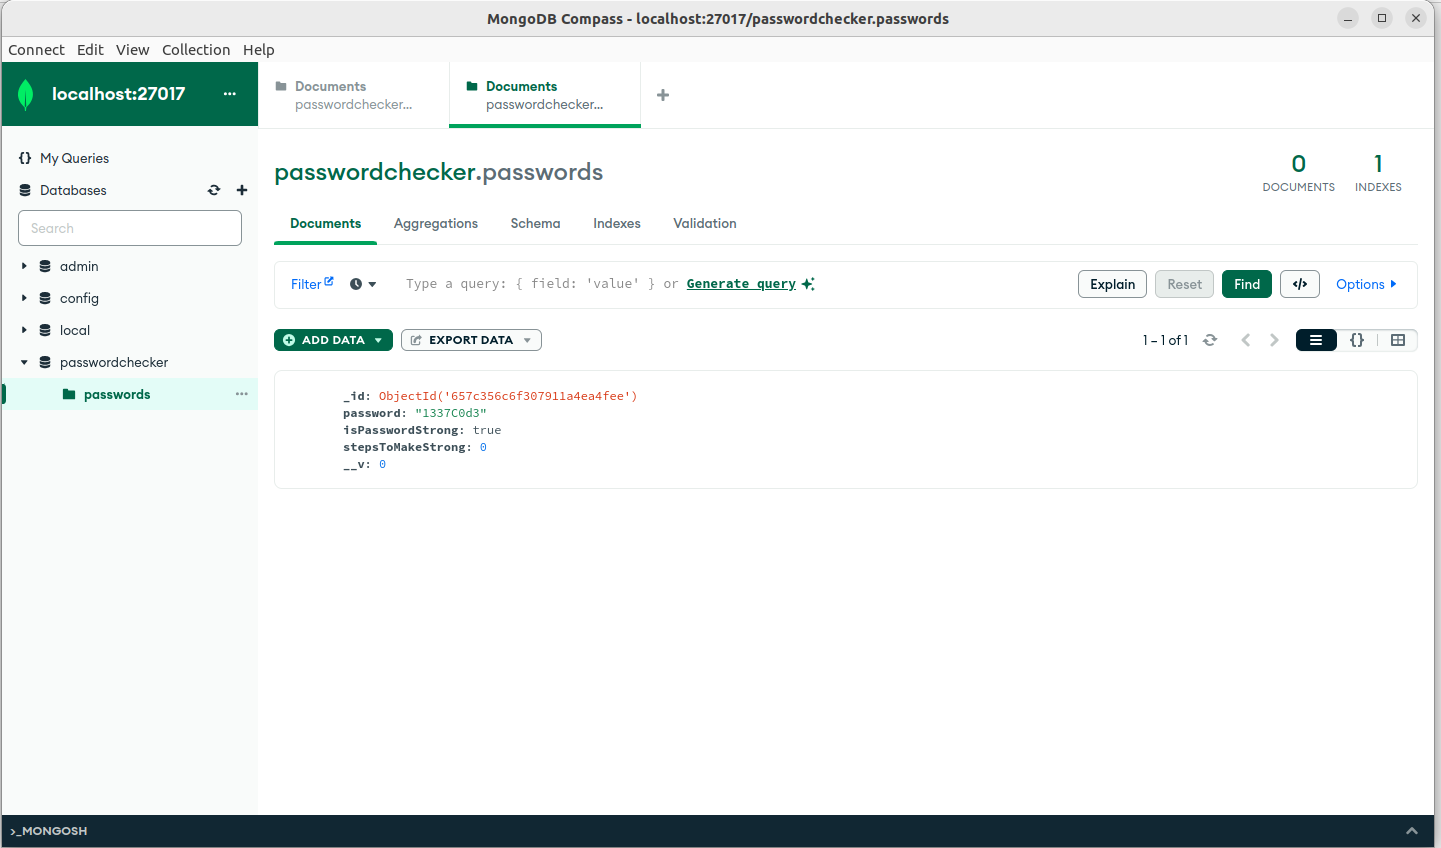 MongoDB Compass - localhost:27017/passwordchecker.passwords
Connect Edit View Collection Help
localhost:27017 ...
Documents
passwordchecker...
Documents
passwordchecker...
{} My Queries
Databases
Search
admin
config
local
passwordchecker
passwords ...
passwordchecker.passwords
0
DOCUMENTS
1
INDEXES
Documents Aggregations Schema Indexes Validation
Filter Type a query: { field: 'value' } or Generate query Explain Reset Find </> Options
ADD DATA EXPORT DATA 1 – 1 of 1 {}
_id: ObjectId('657c356c6f307911a4ea4fee')
password: "1337C0d3"
isPasswordStrong: true
stepsToMakeStrong: 0
__v: 0
>_MONGOSH